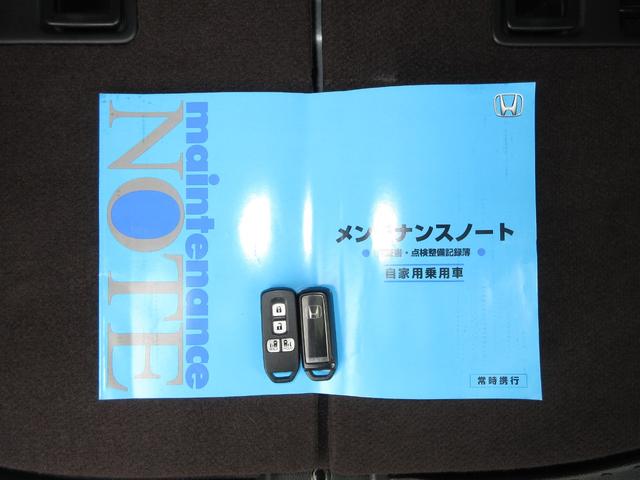 maintenance
NOTE
メンテナンスノート
・点検整備記録簿
自家用乗用車
常時携行